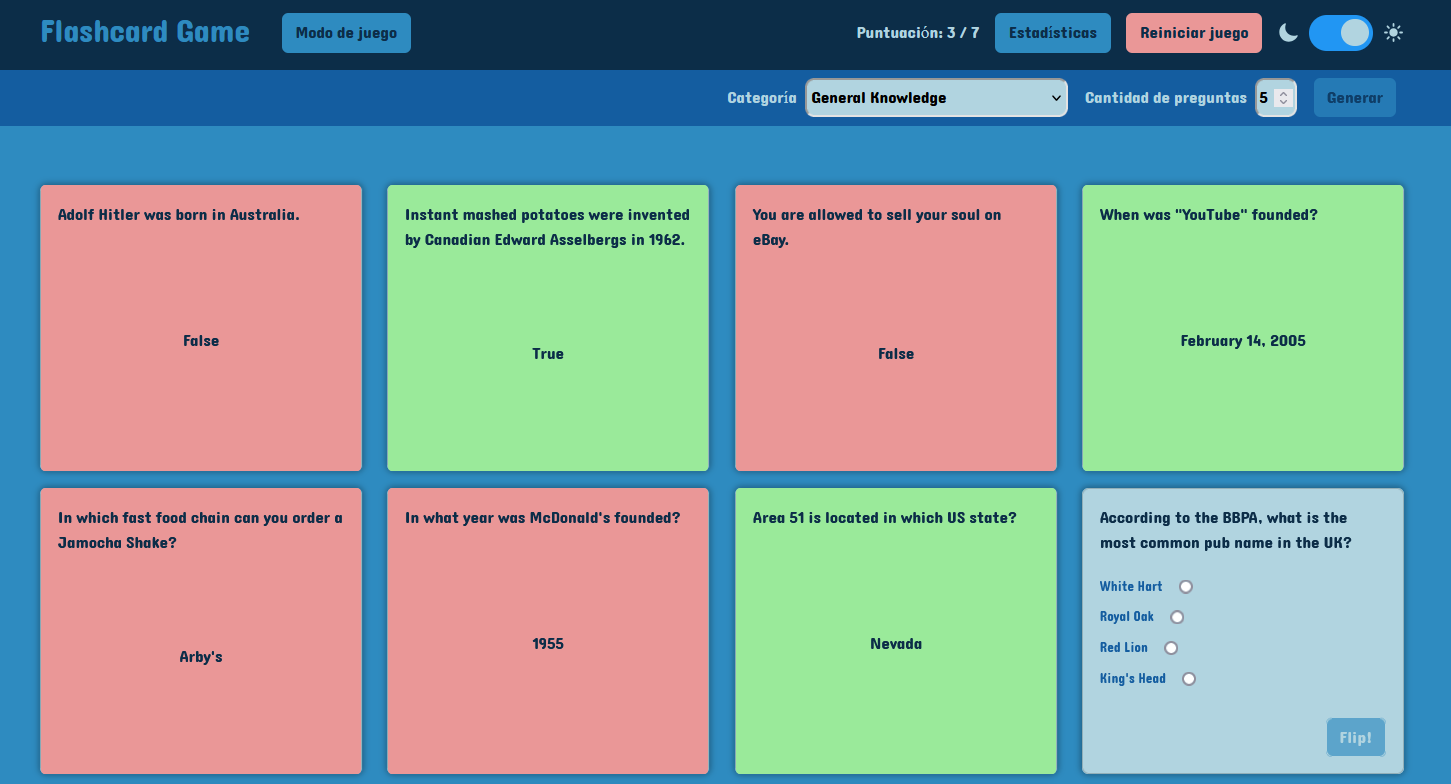 Flashcard Game
Modo de juego
Puntuación: 3 / 7
Estadísticas
Reiniciar juego
Categoría
General Knowledge
Cantidad de preguntas
5
Generar
Adolf Hitler was born in Australia.
False
Instant mashed potatoes were invented
by Canadian Edward Asselbergs in 1962.
True
You are allowed to sell your soul on
eBay.
False
When was "YouTube" founded?
February 14, 2005
In which fast food chain can you order a
Jamocha Shake?
Arby's
In what year was McDonald's founded?
1955
Area 51 is located in which US state?
Nevada
According to the BBPA, what is the
most common pub name in the UK?
White Hart
Royal Oak
Red Lion
King's Head
Flip!